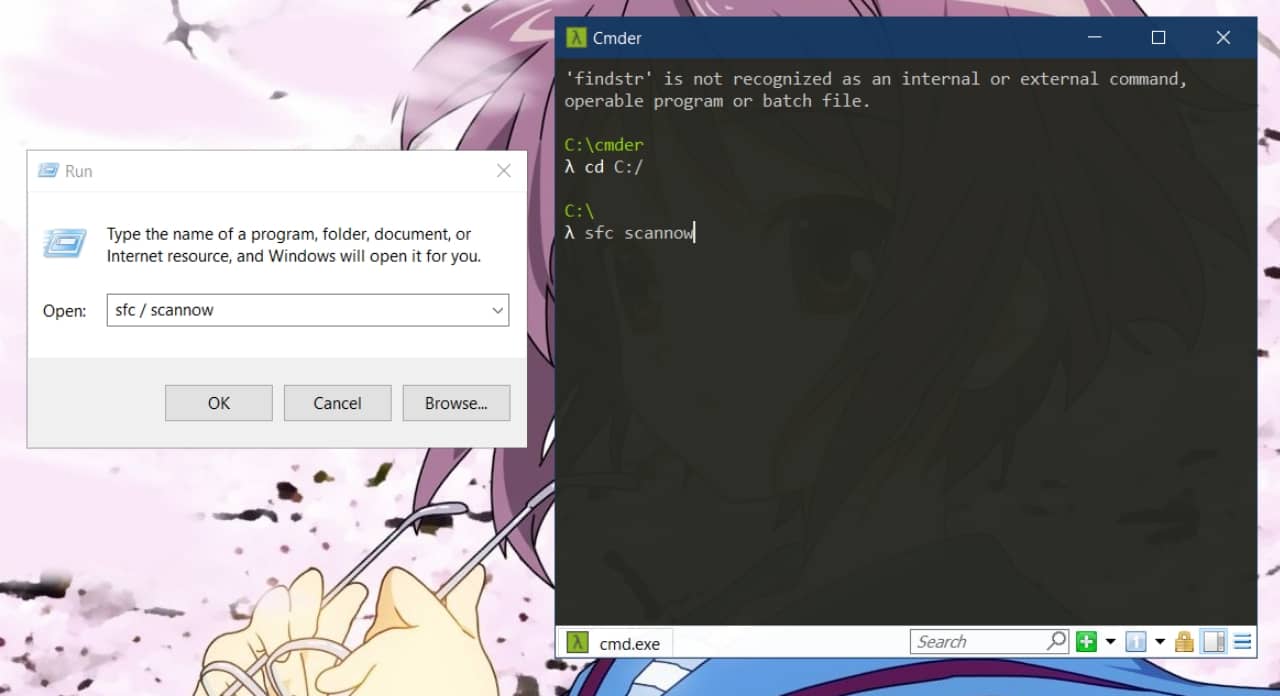 Run
Type the name of a program, folder, document, or
Internet resource, and Windows will open it for you.
Open: sfc / scannow
OK Cancel Browse...
Cmder
'findstr' is not recognized as an internal or external command,
operable program or batch file.
C:\cmder
λ cd C:/
C:\
λ sfc scannow
λ cmd.exe Search 1